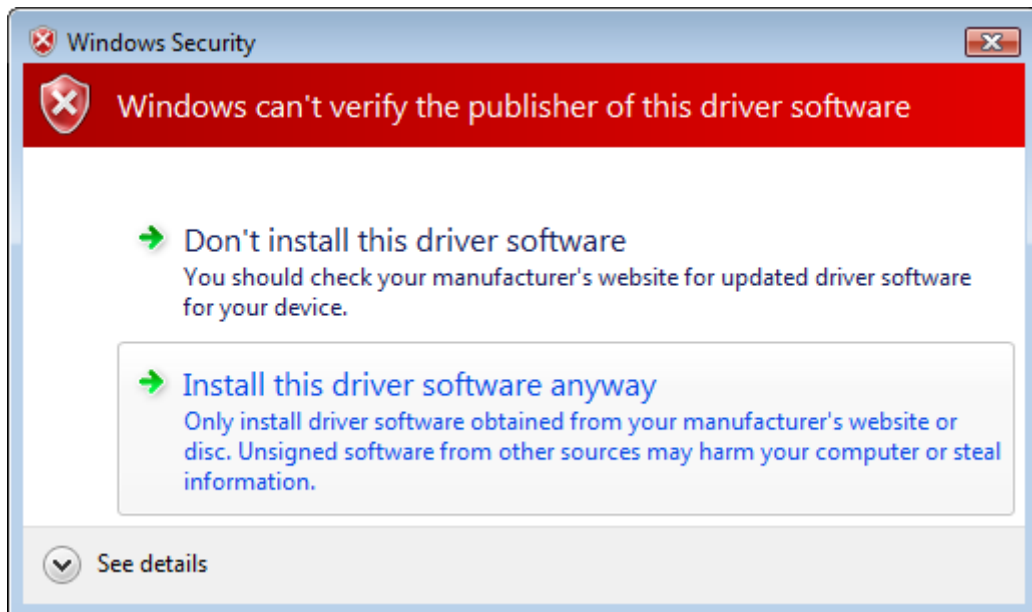 Windows Security
Windows can't verify the publisher of this driver software
Don't install this driver software
You should check your manufacturer's website for updated driver software
for your device.
Install this driver software anyway
Only install driver software obtained from your manufacturer's website or
disc. Unsigned software from other sources may harm your computer or steal
information.
See details